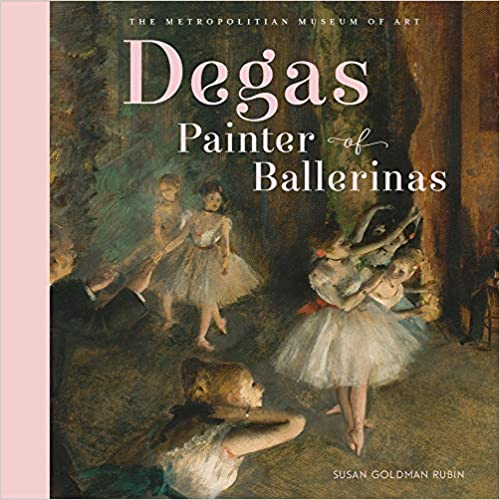 THE METROPOLITAN MUSEUM OF ART
Degas
Painter of
Ballerinas
SUSAN GOLDMAN RUBIN